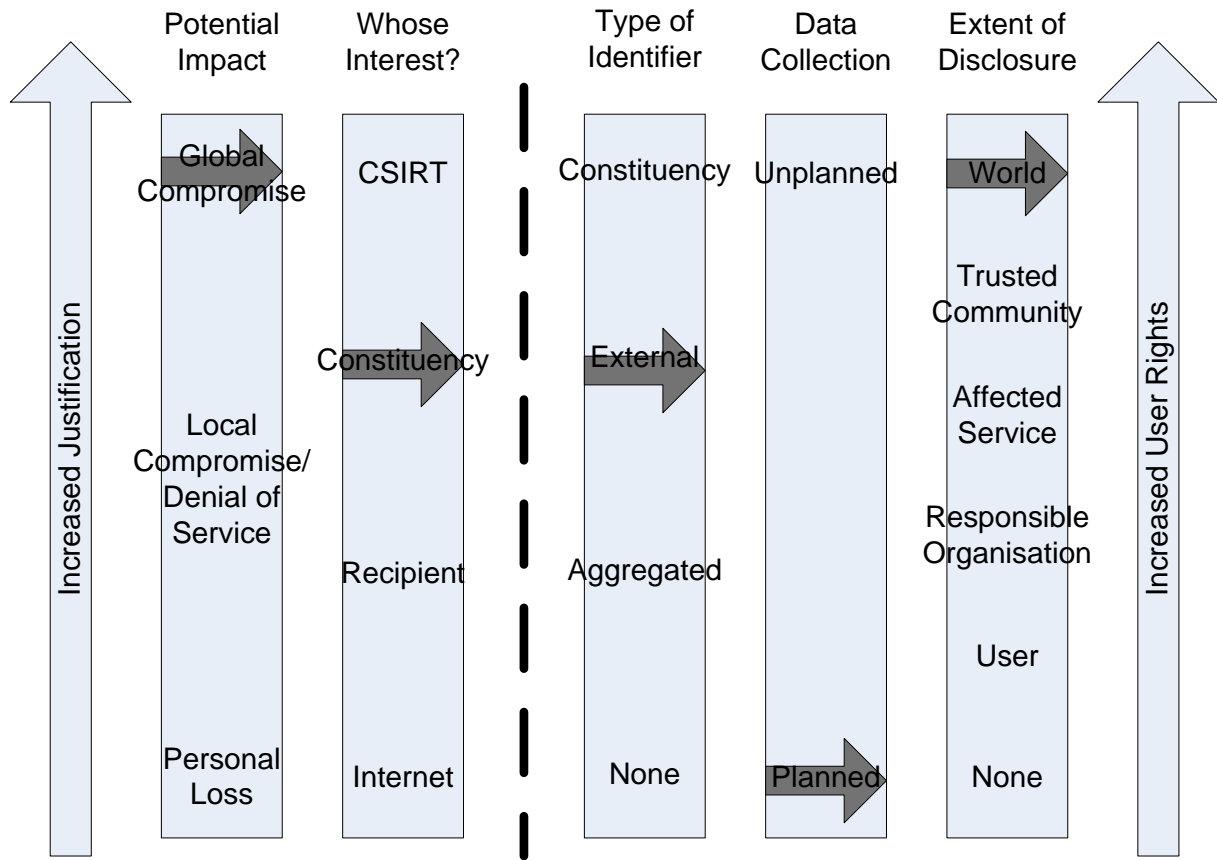 Potential
Impact
Whose
Interest?
Type of
Identifier
Data
Collection
Extent of
Disclosure
Increased Justification
Global
Compromise
Local
Compromise/
Denial of
Service
Personal
Loss
CSIRT
Constituency
Recipient
Internet
Constituency
External
Aggregated
None
Unplanned
Planned
World
Trusted
Community
Affected
Service
Responsible
Organisation
User
None
Increased User Rights